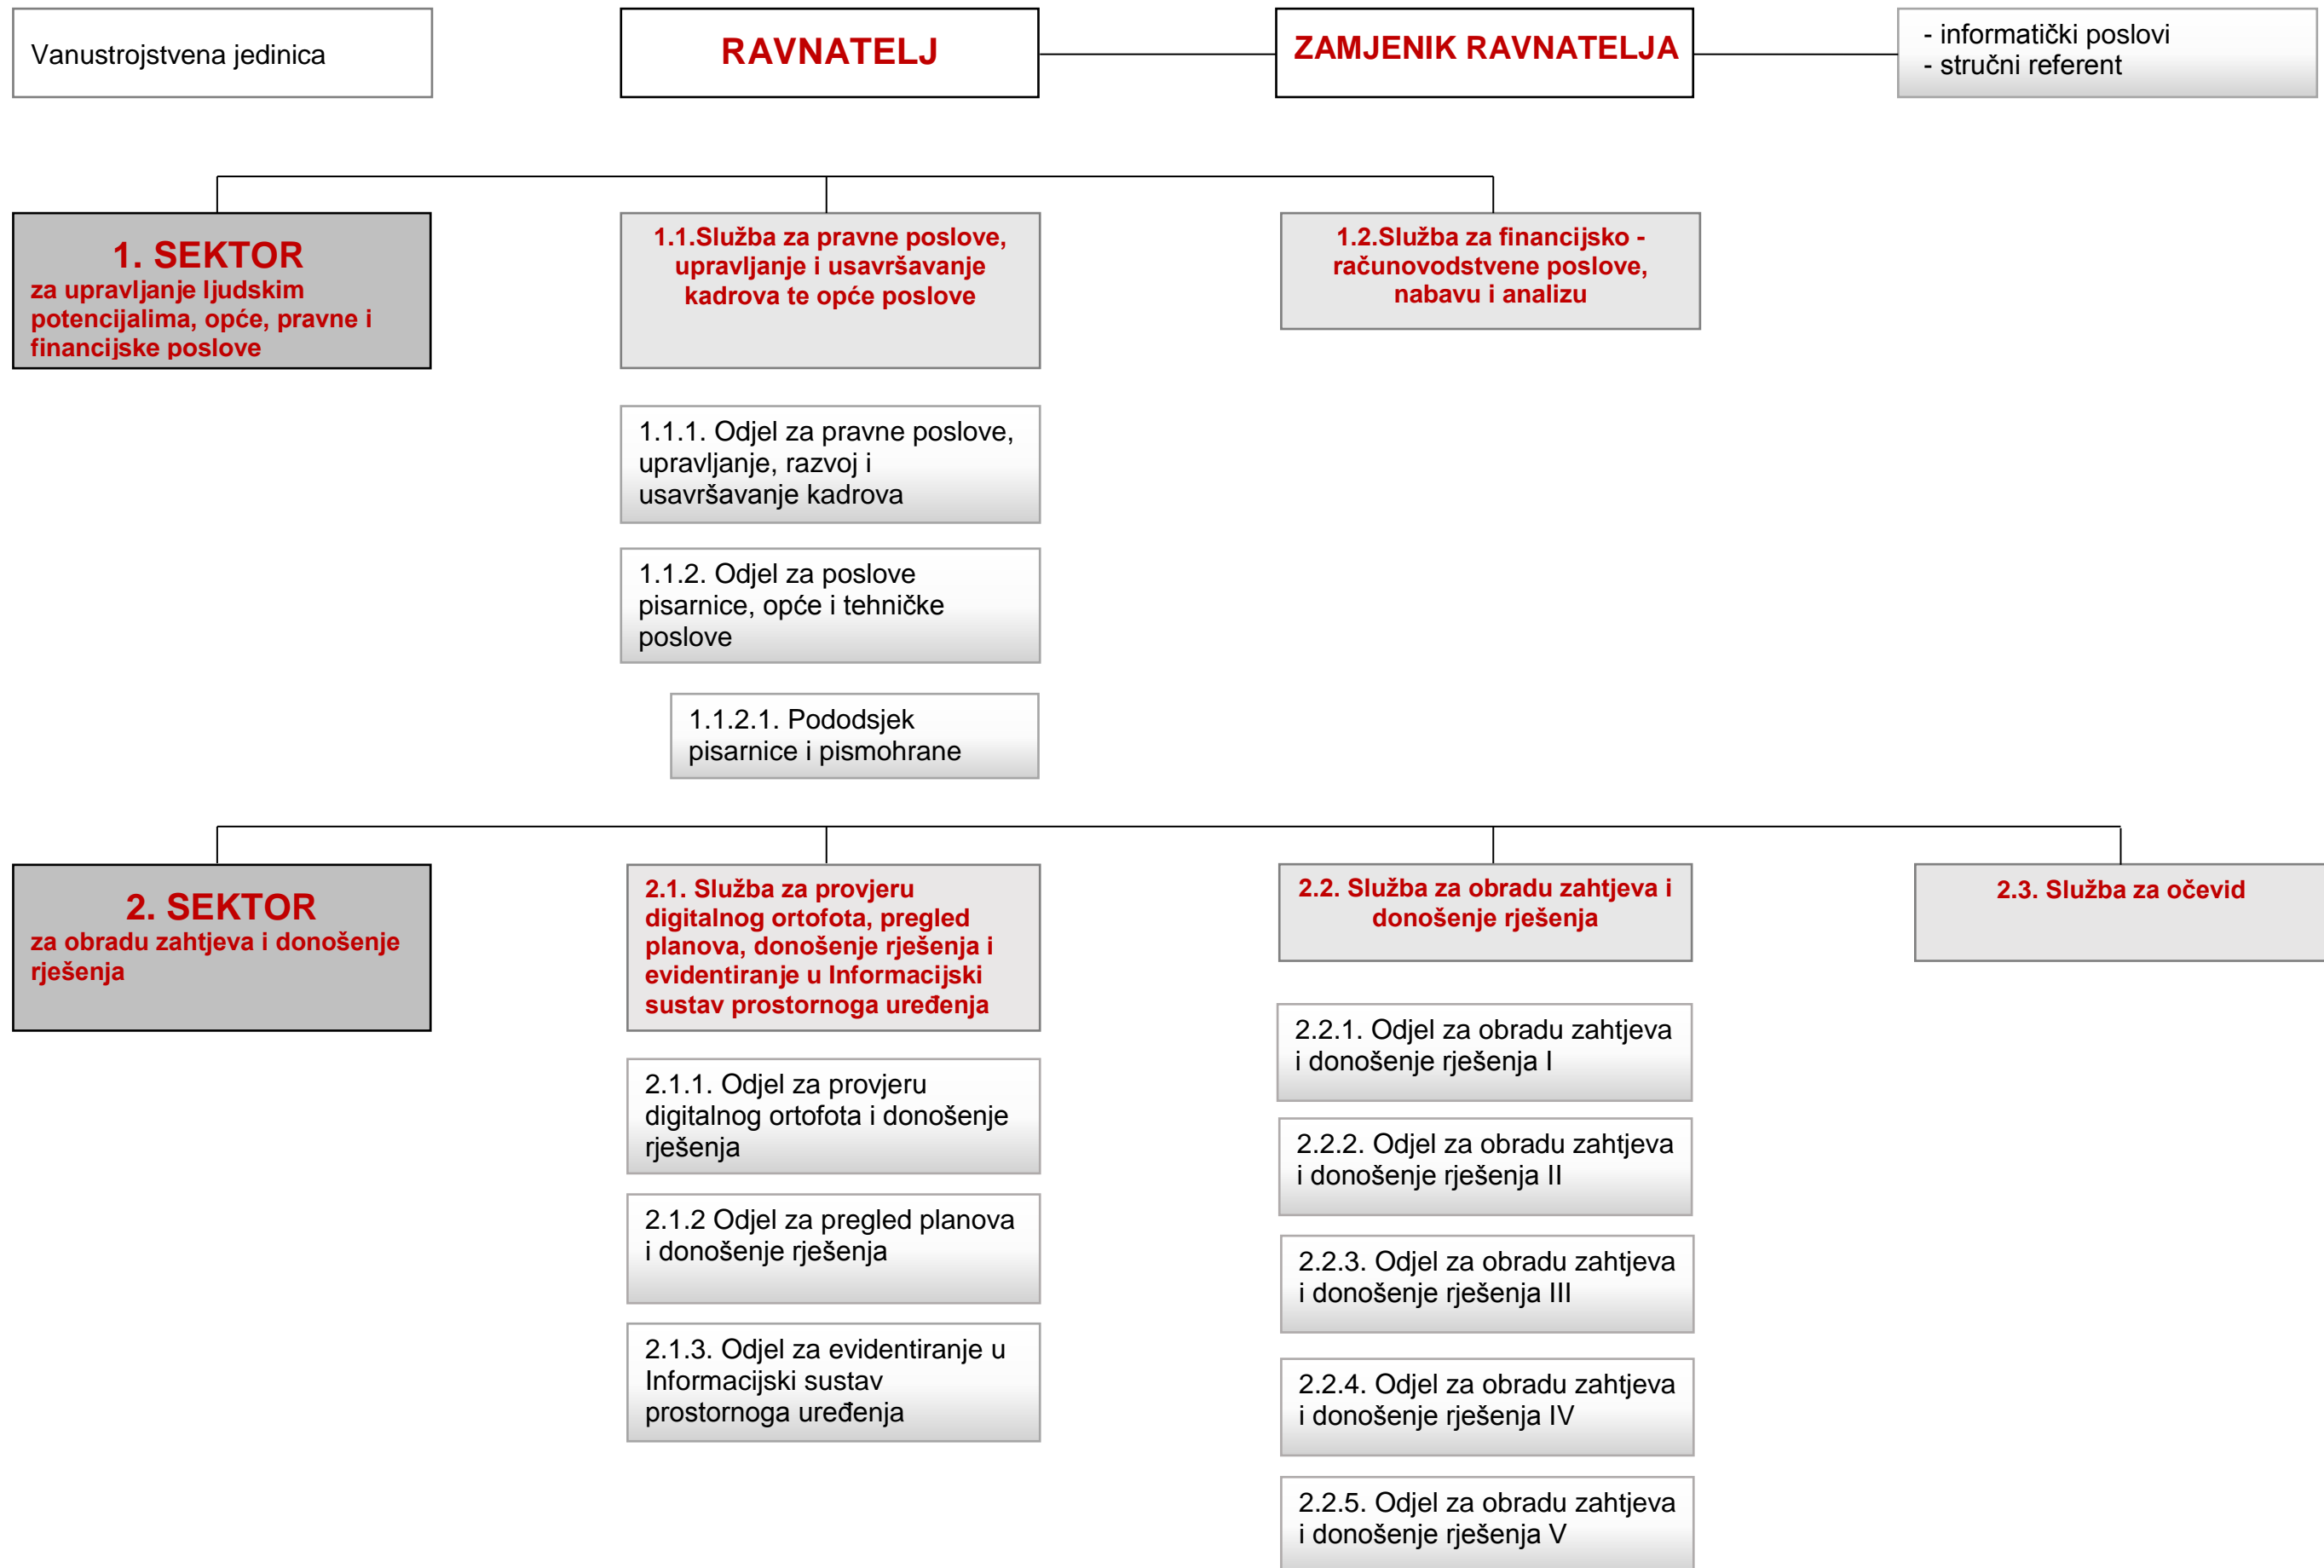 Vanustrojstvena jedinica
RAVNATELJ
ZAMJENIK RAVNATELJA
- informatički poslovi
- stručni referent
1. SEKTOR
za upravljanje ljudskim
potencijalima, opće, pravne i
financijske poslove
1.1.Služba za pravne poslove,
upravljanje i usavršavanje
kadrova te opće poslove
1.2.Služba za financijsko -
računovodstvene poslove,
nabavu i analizu
1.1.1. Odjel za pravne poslove,
upravljanje, razvoj i
usavršavanje kadrova
1.1.2. Odjel za poslove
pisarnice, opće i tehničke
poslove
1.1.2.1. Pododsjek
pisarnice i pismohrane
2. SEKTOR
za obradu zahtjeva i donošenje
rješenja
2.1. Služba za provjeru
digitalnog ortofota, pregled
planova, donošenje rješenja i
evidentiranje u Informacijski
sustav prostornoga uređenja
2.2. Služba za obradu zahtjeva i
donošenje rješenja
2.3. Služba za očevid
2.1.1. Odjel za provjeru
digitalnog ortofota i donošenje
rješenja
2.1.2 Odjel za pregled planova
i donošenje rješenja
2.1.3. Odjel za evidentiranje u
Informacijski sustav
prostornoga uređenja
2.2.1. Odjel za obradu zahtjeva
i donošenje rješenja I
2.2.2. Odjel za obradu zahtjeva
i donošenje rješenja II
2.2.3. Odjel za obradu zahtjeva
i donošenje rješenja III
2.2.4. Odjel za obradu zahtjeva
i donošenje rješenja IV
2.2.5. Odjel za obradu zahtjeva
i donošenje rješenja V